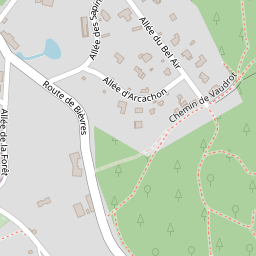 Allée des Sapins
Allée du Bel Air
Allée d'Arcachon
Route de Bièvres
Chemin de Vaudrot
Allée de la Forêt